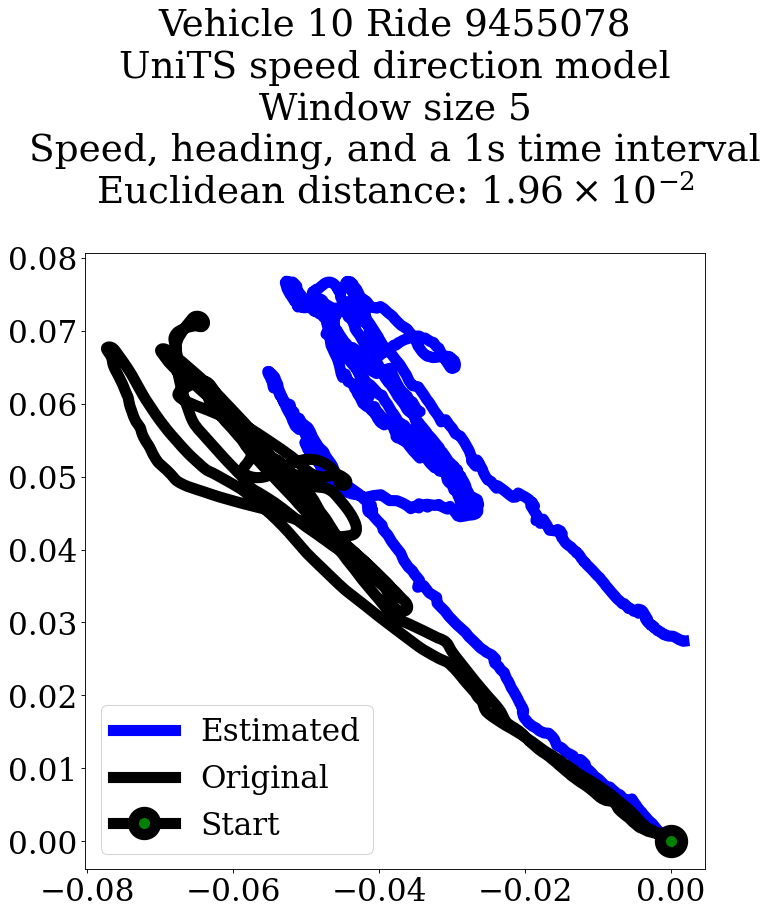 Vehicle 10 Ride 9455078
UniTS speed direction model
Window size 5
Speed, heading, and a 1s time interval
Euclidean distance: 1.96 × 10⁻²
0.08
0.07
0.06
0.05
0.04
0.03
0.02
0.01
0.00
Estimated
Original
Start
−0.08 −0.06 −0.04 −0.02 0.00